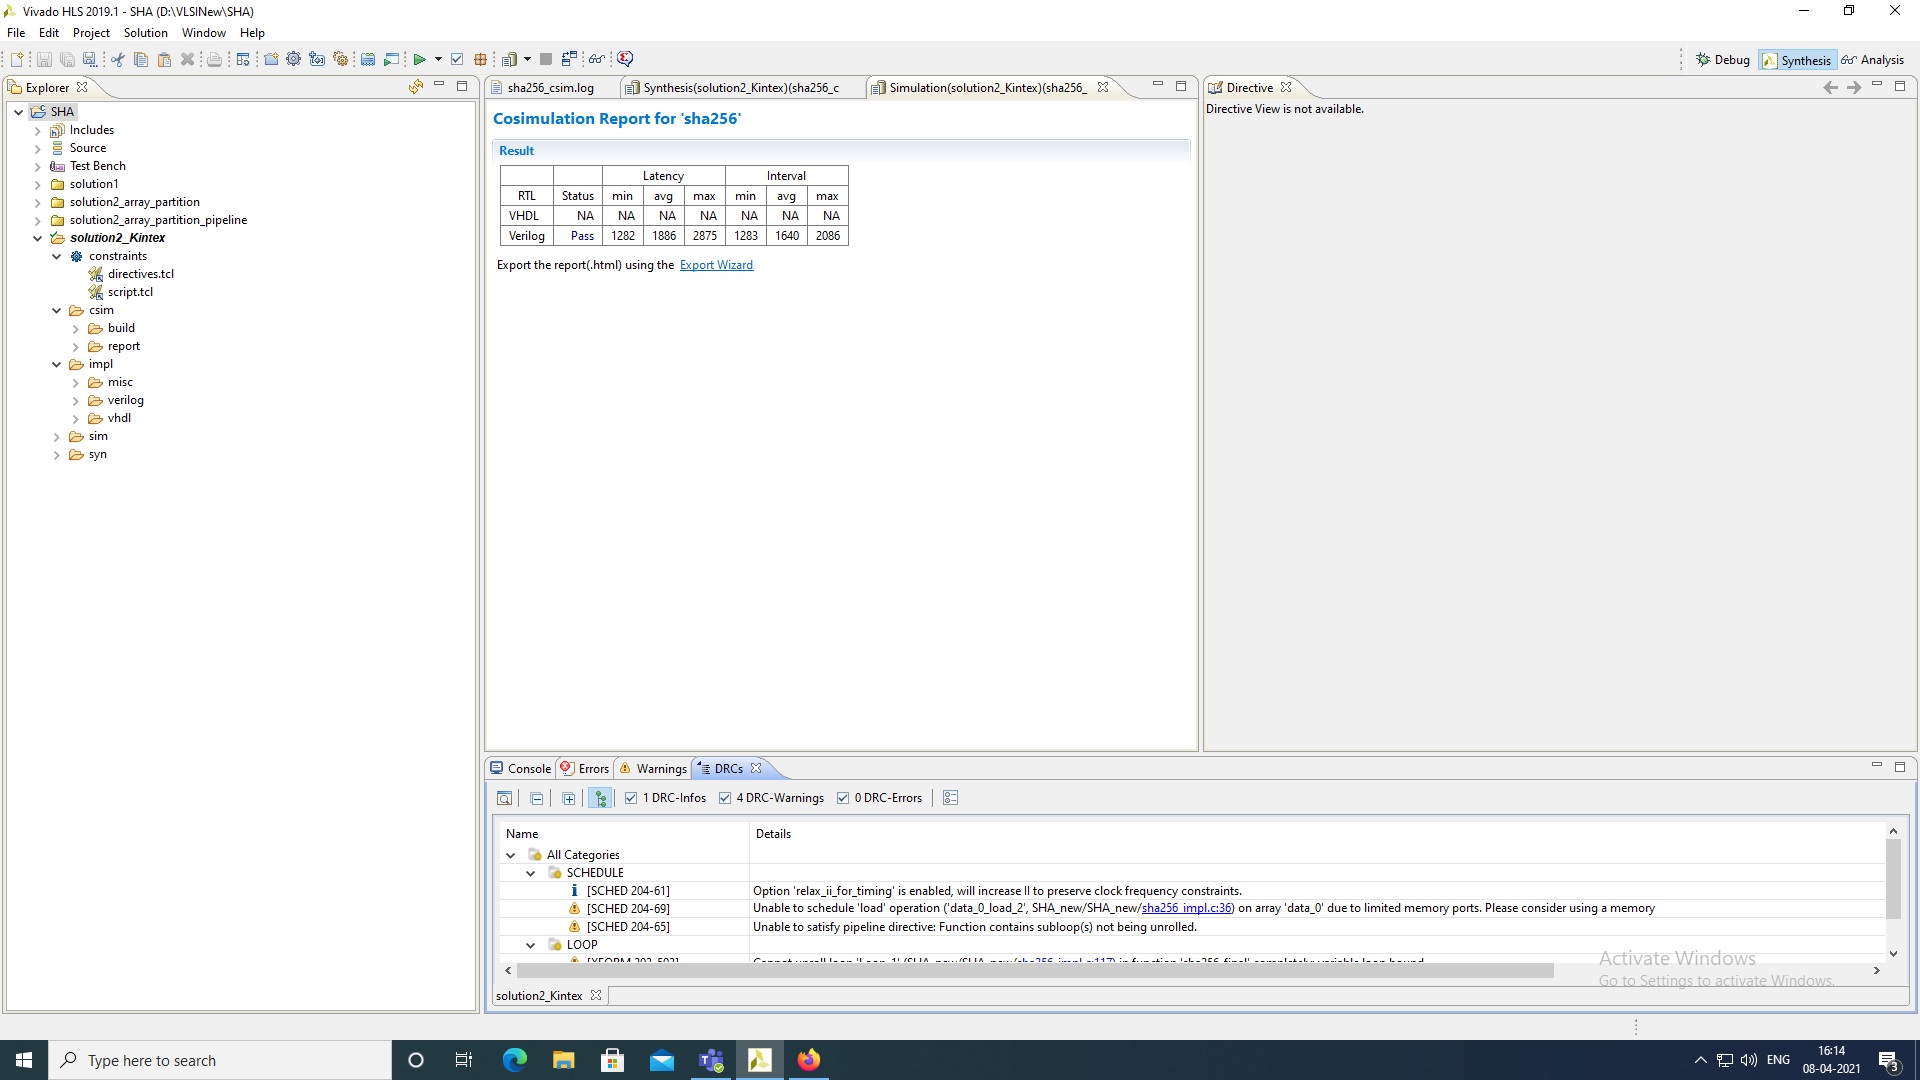 Vivado HLS 2019.1 - SHA (D:\VLSINew\SHA)
File Edit Project Solution Window Help
Debug Synthesis Analysis
Explorer
SHA
Includes
Source
Test Bench
solution1
solution2_array_partition
solution2_array_partition_pipeline
solution2_Kintex
constraints
directives.tcl
script.tcl
csim
build
report
impl
misc
verilog
vhdl
sim
syn
sha256_csim.log Synthesis(solution2_Kintex)(sha256_c Simulation(solution2_Kintex)(sha256_
Cosimulation Report for 'sha256'
Result
Latency Interval
RTL Status min avg max min avg max
VHDL NA NA NA NA NA NA NA
Verilog Pass 1282 1886 2875 1283 1640 2086
Export the report(.html) using the Export Wizard
Directive
Directive View is not available.
Console Errors Warnings DRCs
1 DRC-Infos 4 DRC-Warnings 0 DRC-Errors
Name Details
All Categories
SCHEDULE
[SCHED 204-61] Option 'relax_ii_for_timing' is enabled, will increase II to preserve clock frequency constraints.
[SCHED 204-69] Unable to schedule 'load' operation ('data_0_load_2', SHA_new/SHA_new/sha256_impl.c:36) on array 'data_0' due to limited memory ports. Please consider using a memory
[SCHED 204-65] Unable to satisfy pipeline directive: Function contains subloop(s) not being unrolled.
LOOP
Activate Windows
Go to Settings to activate Windows.
solution2_Kintex
Type here to search
ENG
16:14
08-04-2021
3